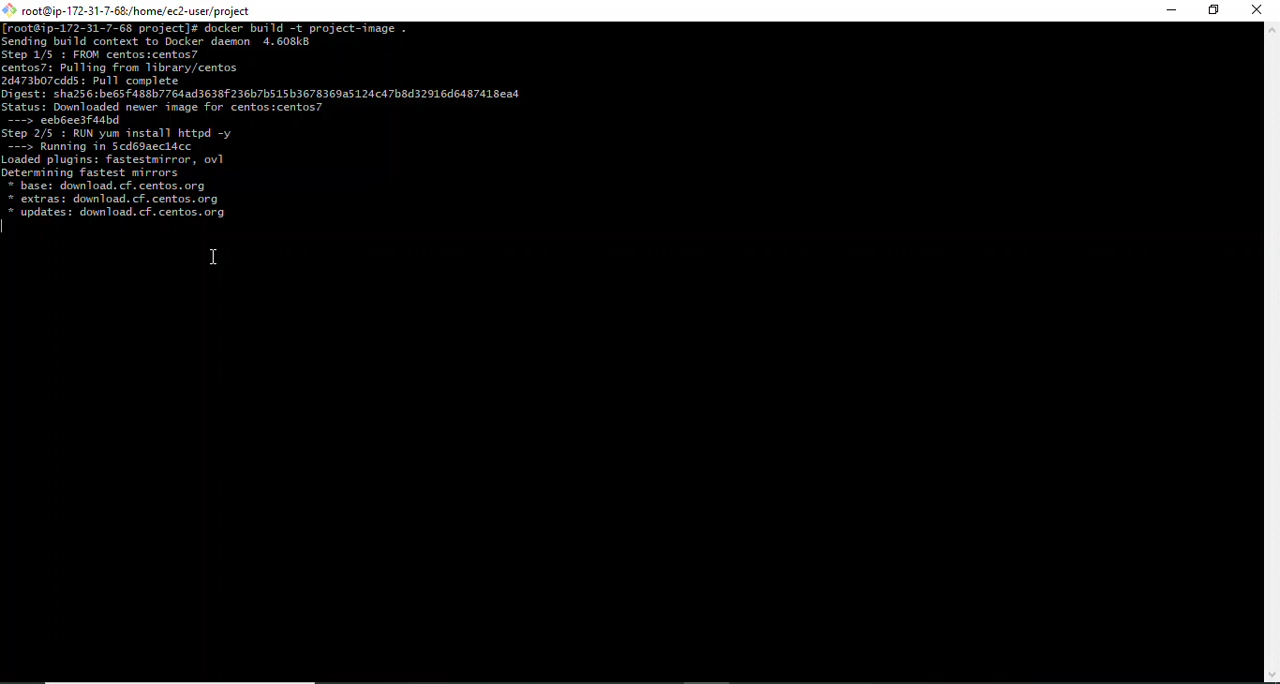 root@ip-172-31-7-68:/home/ec2-user/project
[root@ip-172-31-7-68 project]# docker build -t project-image .
Sending build context to Docker daemon  4.608kB
Step 1/5 : FROM centos:centos7
centos7: Pulling from library/centos
2d473b07cdd5: Pull complete
Digest: sha256:be65f488b7764ad3638f236b7b515b3678369a5124c47b8d32916d6487418ea4
Status: Downloaded newer image for centos:centos7
 ---> eeb6ee3f44bd
Step 2/5 : RUN yum install httpd -y
 ---> Running in 5cd69aec14cc
Loaded plugins: fastestmirror, ovl
Determining fastest mirrors
 * base: download.cf.centos.org
 * extras: download.cf.centos.org
 * updates: download.cf.centos.org